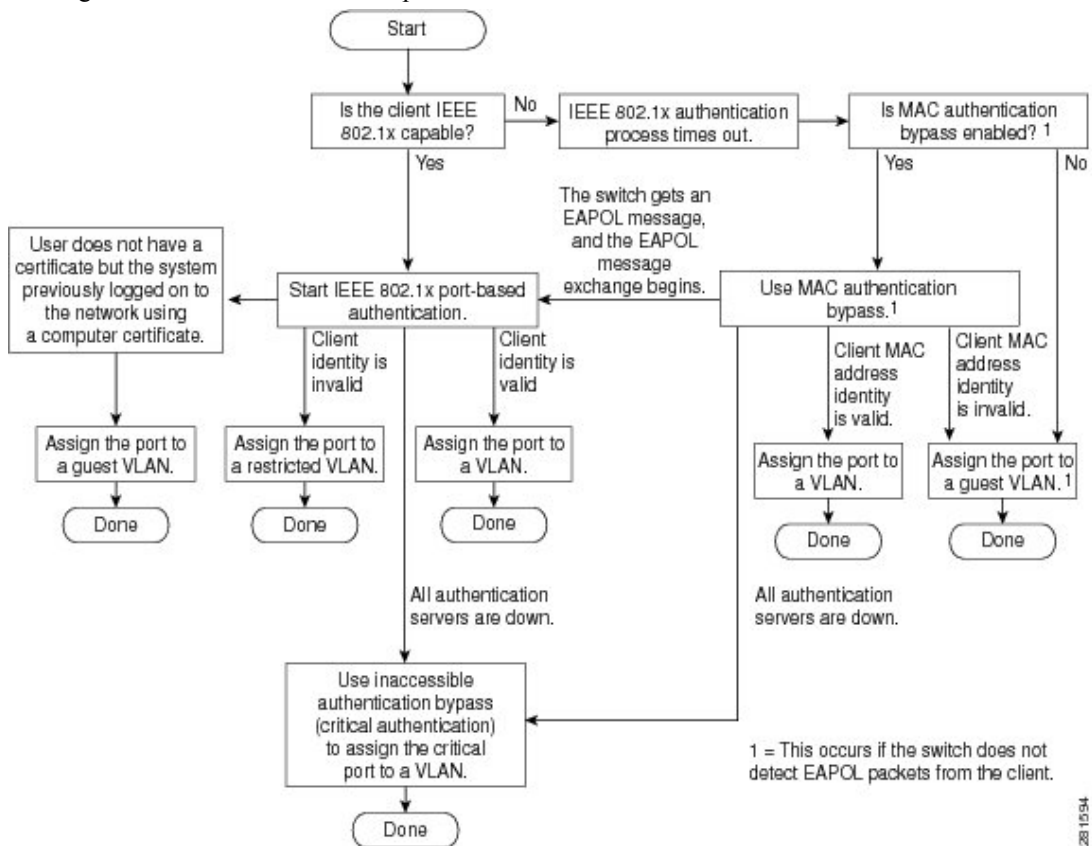 Start
Is the client IEEE
802.1x capable?
No
IEEE 802.1x authentication
process times out.
Is MAC authentication
bypass enabled? 1
Yes
Yes
No
The switch gets an
EAPOL message,
and the EAPOL
message
exchange begins.
User does not have a
certificate but the system
previously logged on to
the network using
a computer certificate.
Start IEEE 802.1x port-based
authentication.
Use MAC authentication
bypass.1
Client
identity is
invalid
Client
identity is
valid
Client MAC
address
identity
is valid.
Client MAC
address
identity
is invalid.
Assign the port to
a guest VLAN.
Assign the port to
a restricted VLAN.
Assign the port to
a VLAN.
Assign the port to
a VLAN.
Assign the port to
a guest VLAN.1
Done
Done
Done
Done
Done
All authentication
servers are down.
All authentication
servers are down.
Use inaccessible
authentication bypass
(critical authentication)
to assign the critical
port to a VLAN.
1 = This occurs if the switch does not
detect EAPOL packets from the client.
Done
281594